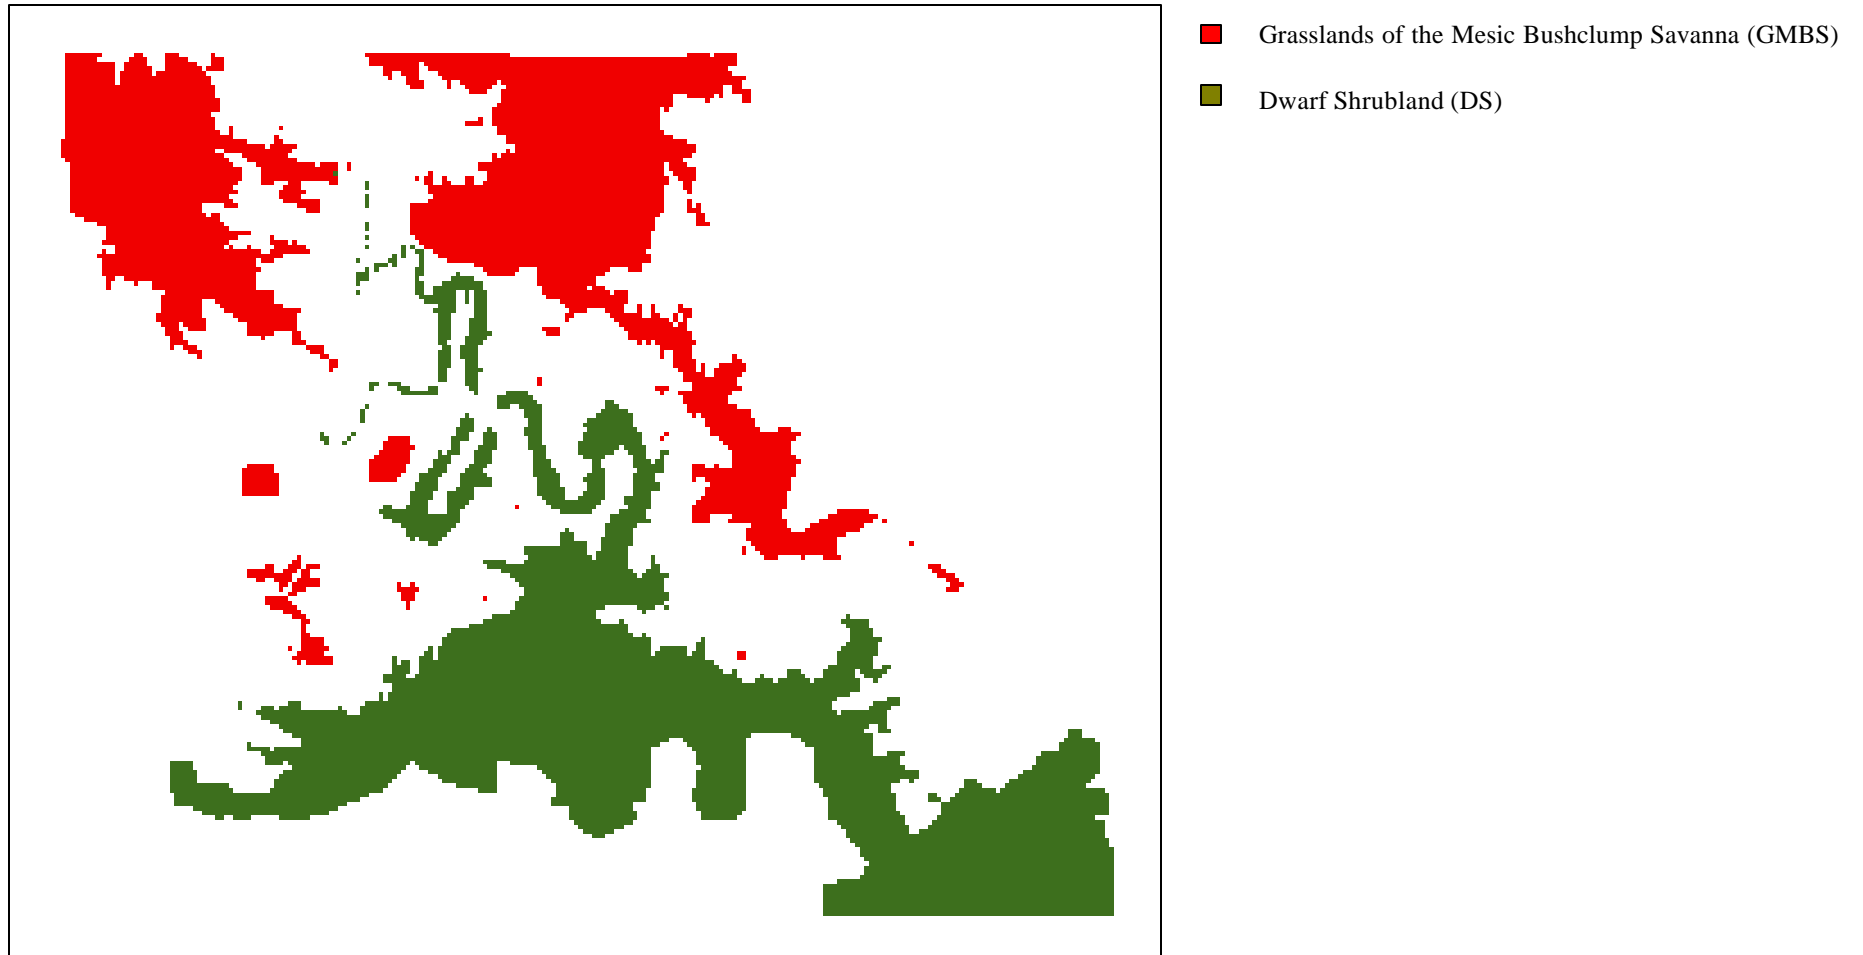 Grasslands of the Mesic Bushclump Savanna (GMBS)
Dwarf Shrubland (DS)